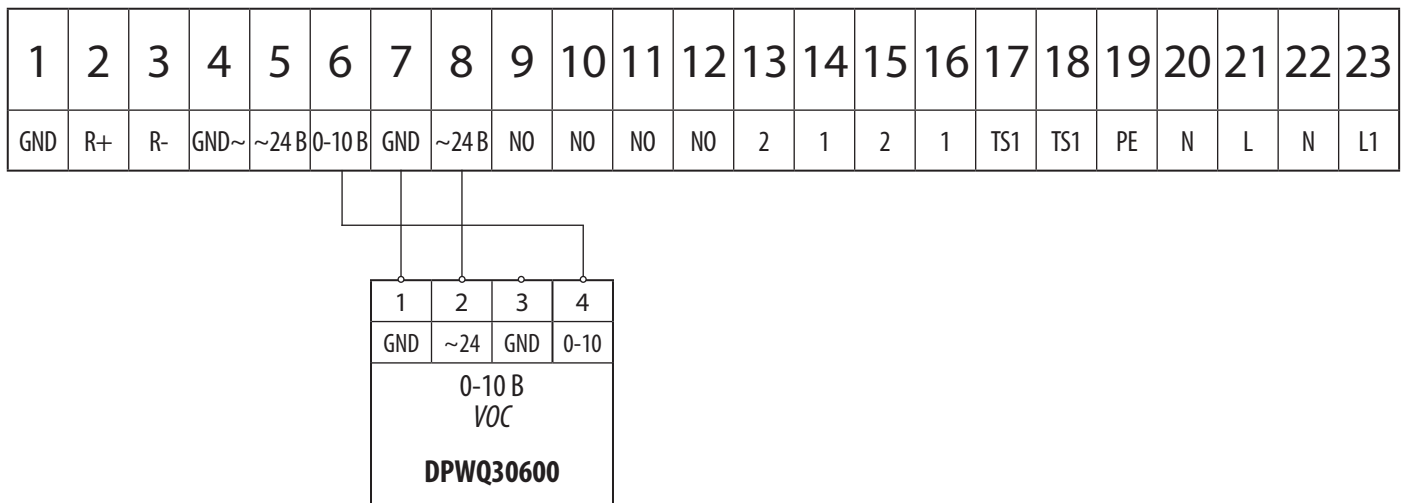 1 2 3 4 5 6 7 8 9 10 11 12 13 14 15 16 17 18 19 20 21 22 23
GND R+ R- GND~ ~24 В 0-10 В GND ~24 В NO NO NO NO 2 1 2 1 TS1 TS1 PE N L N L1
1 2 3 4
GND ~24 GND 0-10
0-10 В
VOC
DPWQ30600